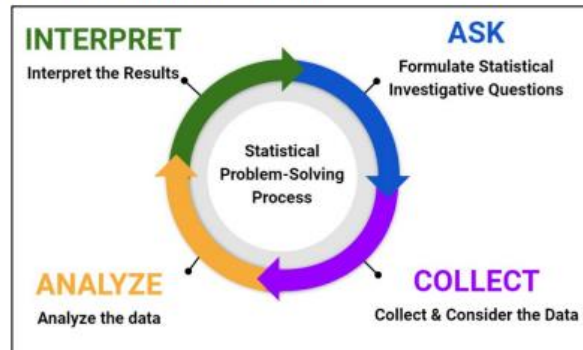 INTERPRET
Interpret the Results
ASK
Formulate Statistical
Investigative Questions
Statistical
Problem-Solving
Process
ANALYZE
Analyze the data
COLLECT
Collect & Consider the Data